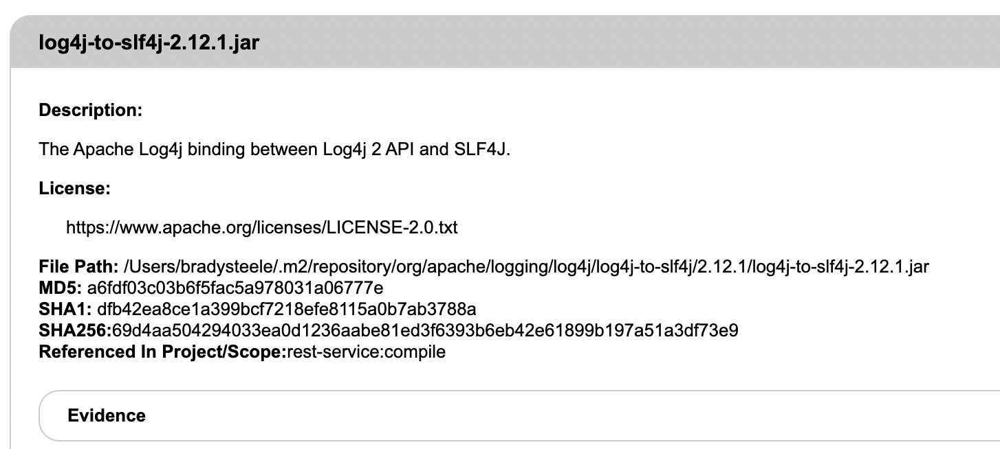 log4j-to-slf4j-2.12.1.jar
Description:
The Apache Log4j binding between Log4j 2 API and SLF4J.
License:
https://www.apache.org/licenses/LICENSE-2.0.txt
File Path: /Users/bradysteele/.m2/repository/org/apache/logging/log4j/log4j-to-slf4j/2.12.1/log4j-to-slf4j-2.12.1.jar
MD5: a6fdf03c03b6f5fac5a978031a06777e
SHA1: dfb42ea8ce1a399bcf7218efe8115a0b7ab3788a
SHA256:69d4aa504294033ea0d1236aabe81ed3f6393b6eb42e61899b197a51a3df73e9
Referenced In Project/Scope:rest-service:compile
Evidence